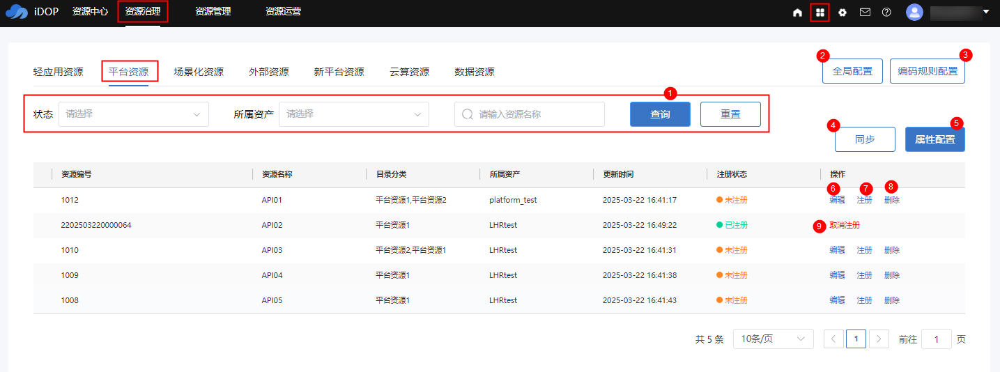 iDOP 资源中心 资源治理 资源管理 资源运营
轻应用资源 平台资源 场景化资源 外部资源 新平台资源 云算资源 数据资源 2 全局配置 3 编码规则配置
1
状态 请选择 所属资产 请选择 请输入资源名称 查询 重置
4 同步 5 属性配置
资源编号 资源名称 目录分类 所属资产 更新时间 注册状态 操作
6 7 8
1012 API01 平台资源1,平台资源2 platform_test 2025-03-22 16:41:17 未注册 编辑 注册 删除
2202503220000064 API02 平台资源1 LHRtest 2025-03-22 16:49:22 已注册 9 取消注册
1010 API03 平台资源2,平台资源1 LHRtest 2025-03-22 16:41:31 未注册 编辑 注册 删除
1009 API04 平台资源1 LHRtest 2025-03-22 16:41:38 未注册 编辑 注册 删除
1008 API05 平台资源1 LHRtest 2025-03-22 16:41:43 未注册 编辑 注册 删除
共 5 条 10条/页 1 前往 1 页